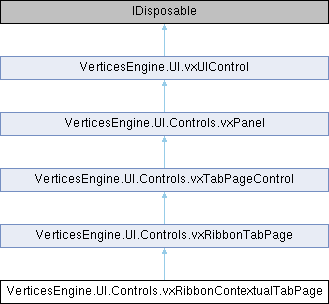 IDisposable
VerticesEngine.UI.vxUIControl
VerticesEngine.UI.Controls.vxPanel
VerticesEngine.UI.Controls.vxTabPageControl
VerticesEngine.UI.Controls.vxRibbonTabPage
VerticesEngine.UI.Controls.vxRibbonContextualTabPage